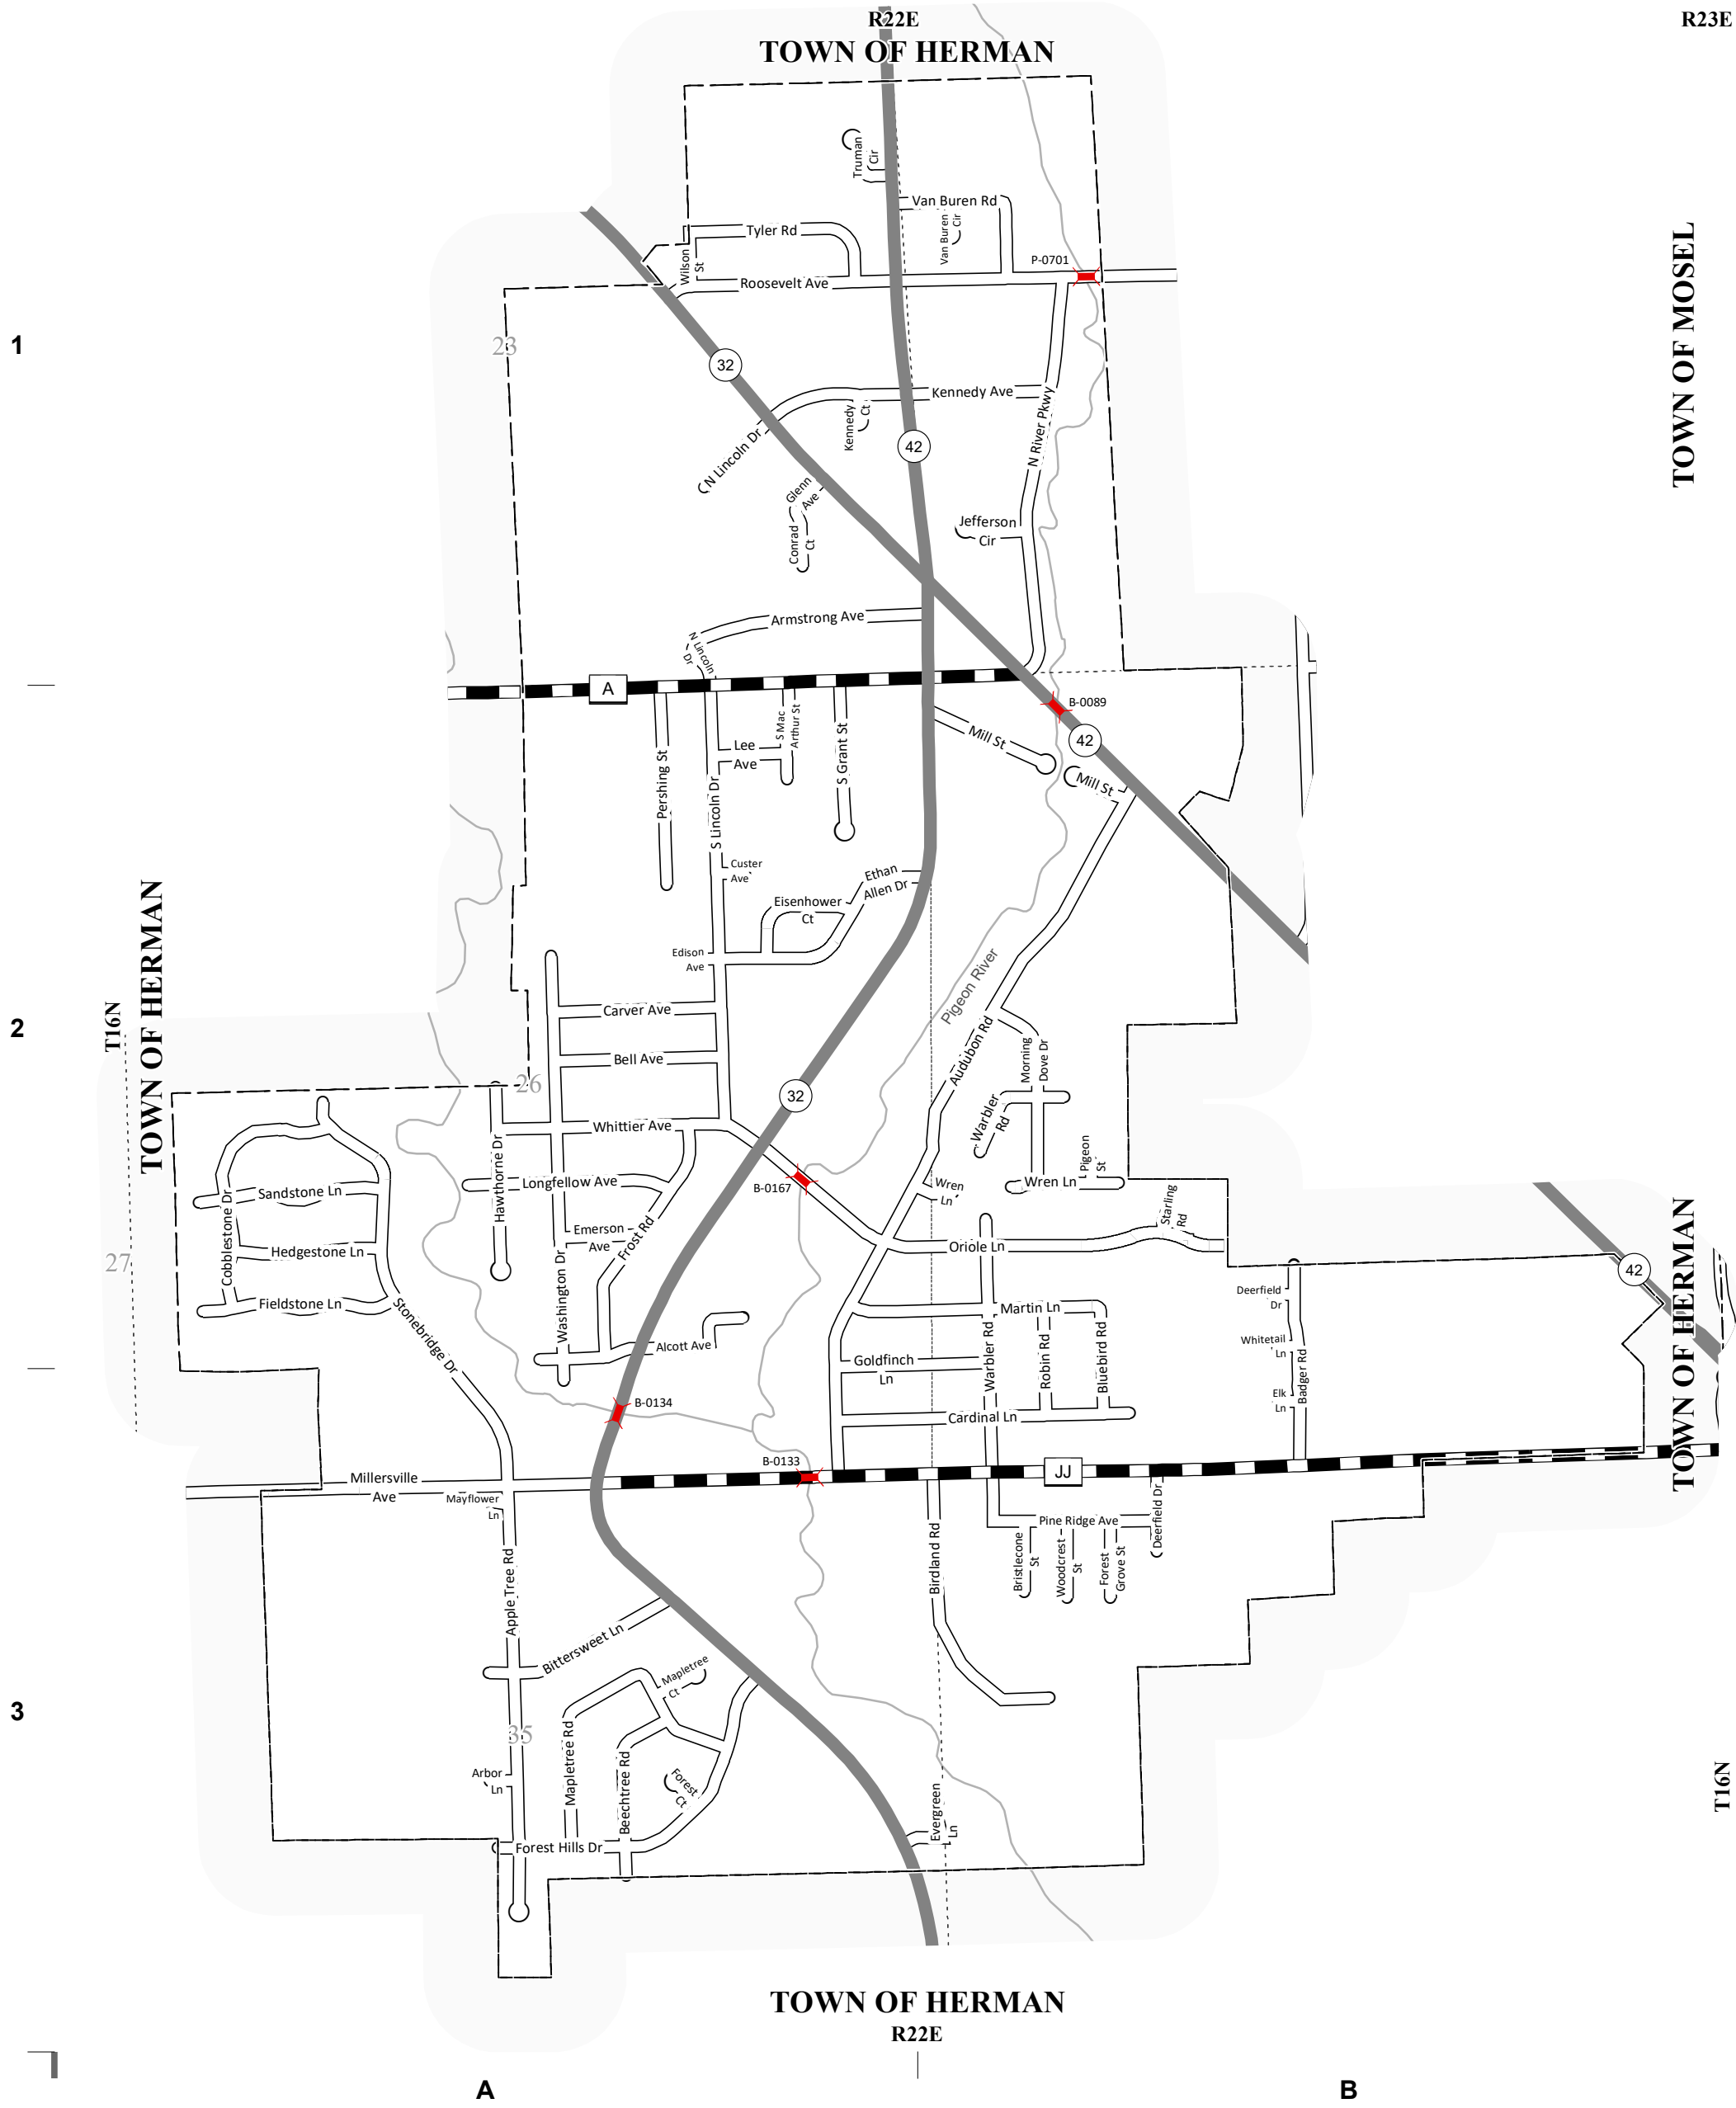 R22E
R23E
TOWN OF HERMAN
Truman
Cir
Van Buren Rd
Van Buren
Cir
Tyler Rd
Wilson
St
P-0701
Roosevelt Ave
TOWN OF MOSEL
1
23
32
Kennedy Ave
Kennedy
Ct
N River Pkwy
42
N Lincoln Dr
Glenn
Ave
Conrad
Ct
Jefferson
Cir
Armstrong Ave
N Lincoln
Dr
A
B-0089
42
Mill St
Mill St
S Mac
Arthur St
S Grant St
Lee
Ave
Pershing St
S Lincoln Dr
Custer
Ave
Ethan
Allen Dr
Eisenhower
Ct
Edison
Ave
TOWN OF HERMAN
T16N
2
Pigeon River
Carver Ave
Bell Ave
Audubon Rd
Morning
Dove Dr
26
32
Whittier Ave
Warbler
Rd
Pigeon
St
Hawthorne Dr
Longfellow Ave
B-0167
Wren Ln
Wren
Ln
Sandstone Ln
Cobblestone Dr
Starling
Rd
Emerson
Ave
Frost Rd
Oriole Ln
Hedgestone Ln
27
42
TOWN OF HERMAN
Deerfield
Dr
Fieldstone Ln
Stonebridge Dr
Washington Dr
Martin Ln
Alcott Ave
Whitetail
Ln
Badger Rd
Goldfinch
Ln
Warbler Rd
Robin Rd
Bluebird Rd
Elk
Ln
B-0134
Cardinal Ln
B-0133
JJ
Millersville
Ave
Mayflower
Ln
Pine Ridge Ave
Deerfield Dr
Birdland Rd
Bristlecone
St
Woodcrest
St
Forest
Grove St
Apple Tree Rd
Bittersweet Ln
Mapletree
Ct
3
35
Mapletree Rd
Beechtree Rd
Arbor
Ln
Forest
Ct
Evergreen
Ln
T16N
Forest Hills Dr
TOWN OF HERMAN
R22E
A
B